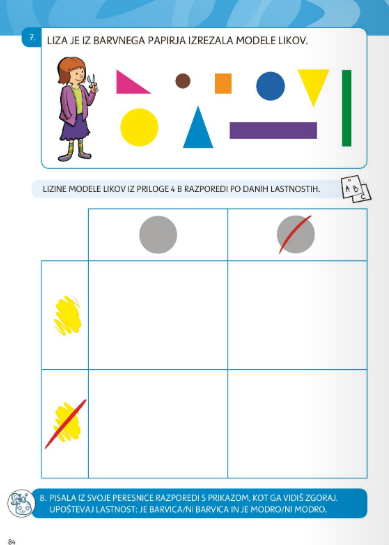 7. LIZA JE IZ BARVNEGA PAPIRJA IZREZALA MODELE LIKOV.
LIZINE MODELE LIKOV IZ PRILOGE 4 B RAZPOREDI PO DANIH LASTNOSTIH.
A B C
8. PISALA IZ SVOJE PERESNICE RAZPOREDI S PRIKAZOM, KOT GA VIDIŠ ZGORAJ.
UPOŠTEVAJ LASTNOST: JE BARVICA/NI BARVICA IN JE MODRO/NI MODRO.
84